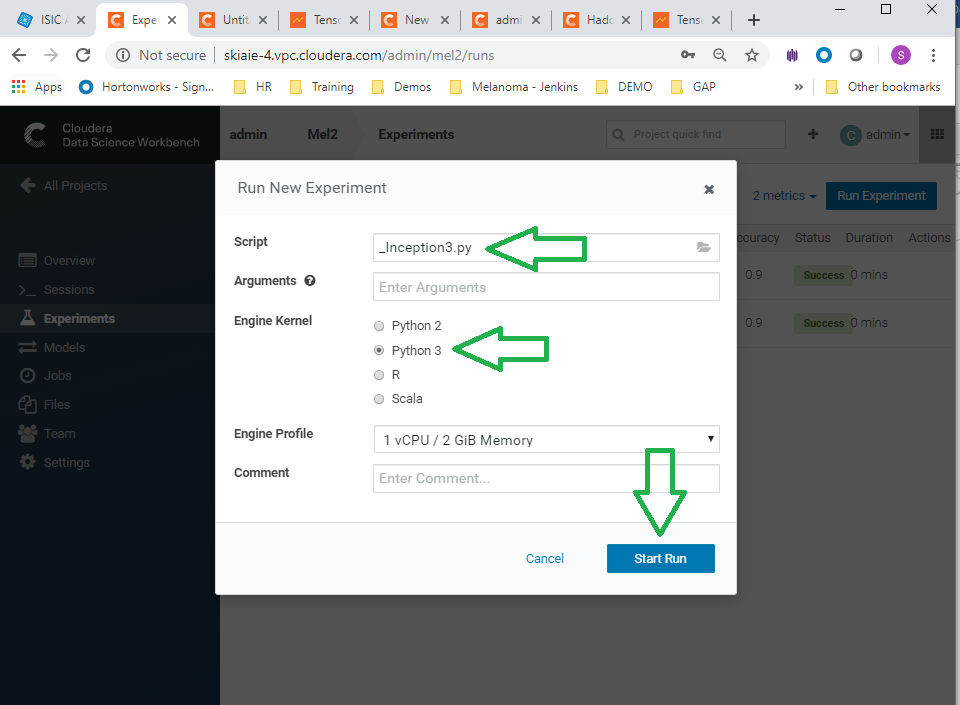 ISIC A
Expe
Untit
Tens
New
admi
Hado
Tens
Not secure
skiaie-4.vpc.cloudera.com/admin/mel2/runs
S
Apps
Hortonworks - Sign...
HR
Training
Demos
Melanoma - Jenkins
DEMO
GAP
»
Other bookmarks
Cloudera
Data Science Workbench
admin
Mel2
Experiments
Project quick find
C
admin
All Projects
Run New Experiment
2 metrics
Run Experiment
Overview
Sessions
Experiments
Models
Jobs
Files
Team
Settings
ccuracy
Status
Duration
Actions
0.9
Success
0 mins
0.9
Success
0 mins
Script
_Inception3.py
Arguments
Enter Arguments
Engine Kernel
Python 2
Python 3
R
Scala
Engine Profile
1 vCPU / 2 GiB Memory
Comment
Enter Comment...
Cancel
Start Run